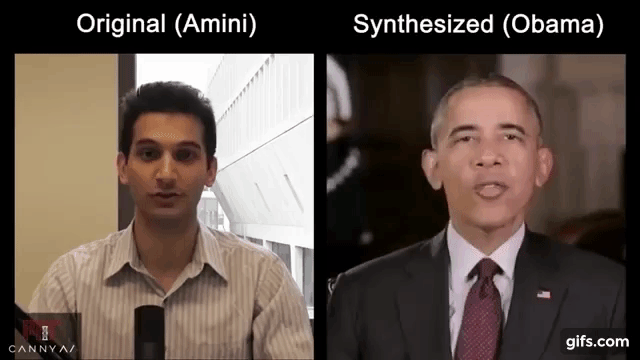 Original (Amini)
Synthesized (Obama)
CANNY AI
gifs.com